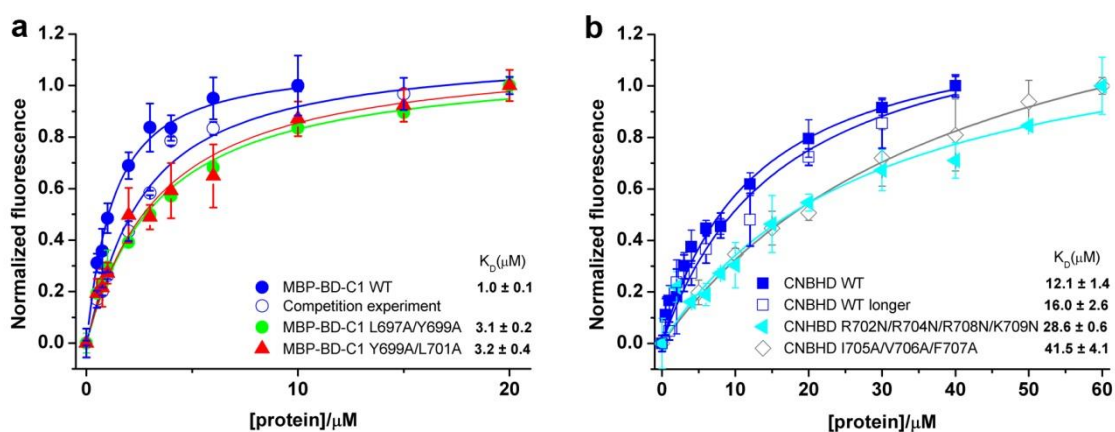 a
Normalized fluorescence
1.2
1.0
0.8
0.6
0.4
0.2
0.0
K_D(μM)
MBP-BD-C1 WT 1.0 ± 0.1
Competition experiment
MBP-BD-C1 L697A/Y699A 3.1 ± 0.2
MBP-BD-C1 Y699A/L701A 3.2 ± 0.4
0 10 20
[protein]/μM
b
Normalized fluorescence
1.2
1.0
0.8
0.6
0.4
0.2
0.0
K_D(μM)
CNBHD WT 12.1 ± 1.4
CNBHD WT longer 16.0 ± 2.6
CNHBD R702N/R704N/R708N/K709N 28.6 ± 0.6
CNBHD I705A/V706A/F707A 41.5 ± 4.1
0 10 20 30 40 50 60
[protein]/μM